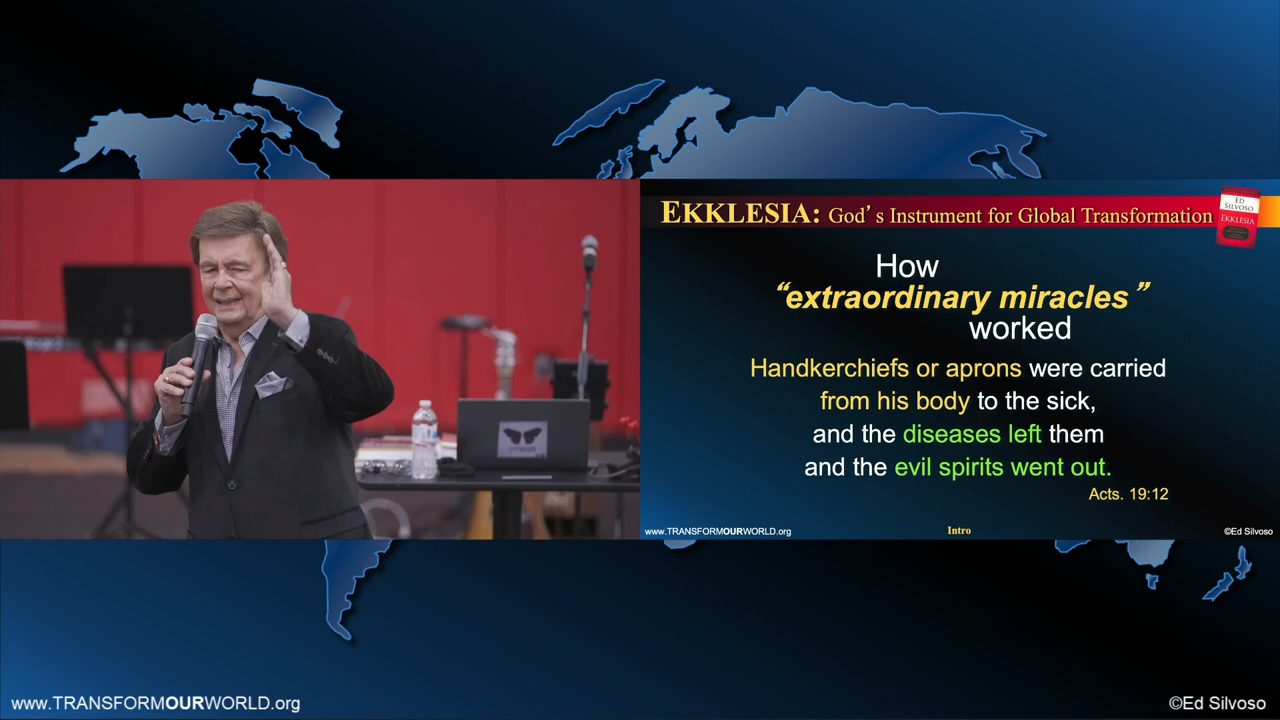 EKKLESIA: God's Instrument for Global Transformation
ED
SILVOSO
EKKLESIA
How
“extraordinary miracles”
worked
Handkerchiefs or aprons were carried
from his body to the sick,
and the diseases left them
and the evil spirits went out.
Acts. 19:12
www.TRANSFORMOURWORLD.org
Intro
©Ed Silvoso
www.TRANSFORMOURWORLD.org
©Ed Silvoso